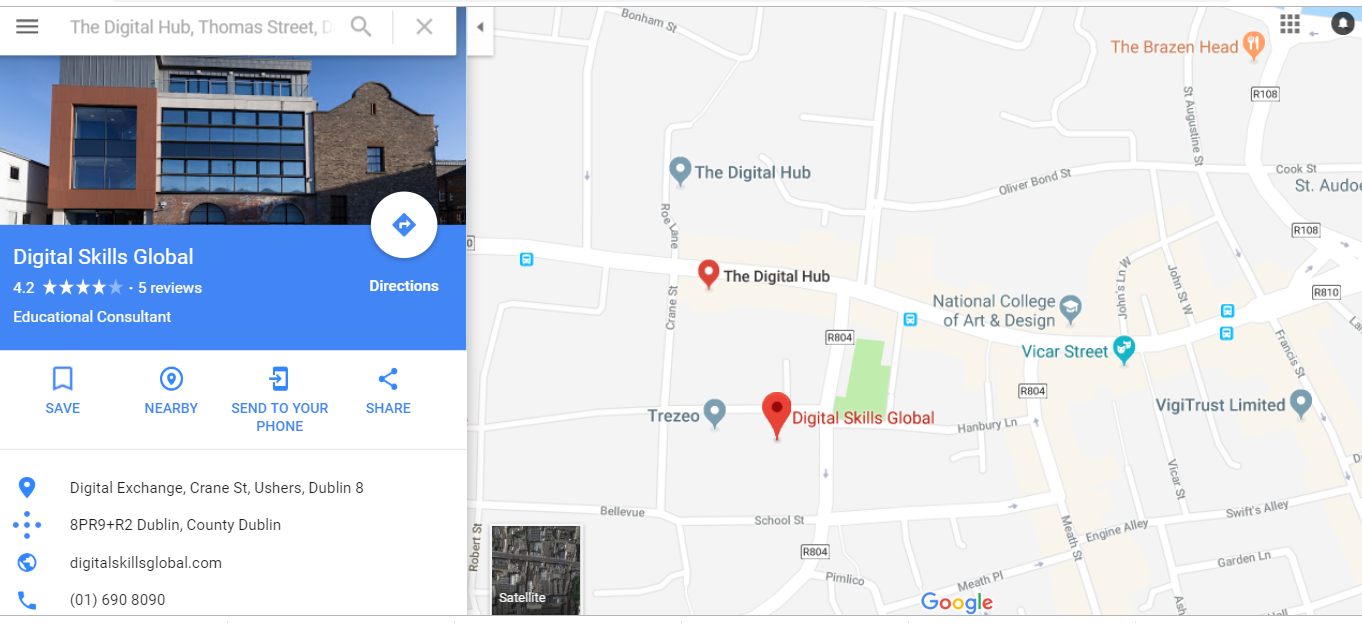 The Digital Hub, Thomas Street, D
Digital Skills Global
4.2 · 5 reviews
Educational Consultant
Directions
SAVE
NEARBY
SEND TO YOUR
PHONE
SHARE
Digital Exchange, Crane St, Ushers, Dublin 8
8PR9+R2 Dublin, County Dublin
digitalskillsglobal.com
(01) 690 8090
Bonham St
The Brazen Head
R108
St Augustine St
Cook St
St. Audoe
The Digital Hub
Oliver Bond St
Roe Lane
R108
0
The Digital Hub
John's Ln W
John St W
R810
Crane St
National College
of Art & Design
R804
Vicar Street
Francis St
R804
Trezeo
Digital Skills Global
VigiTrust Limited
Hanbury Ln
Vicar St
Bellevue
School St
Swift's Alley
Engine Alley
Meath St
Robert St
R804
Garden Ln
Pimlico
Meath Pl
Satellite
Google